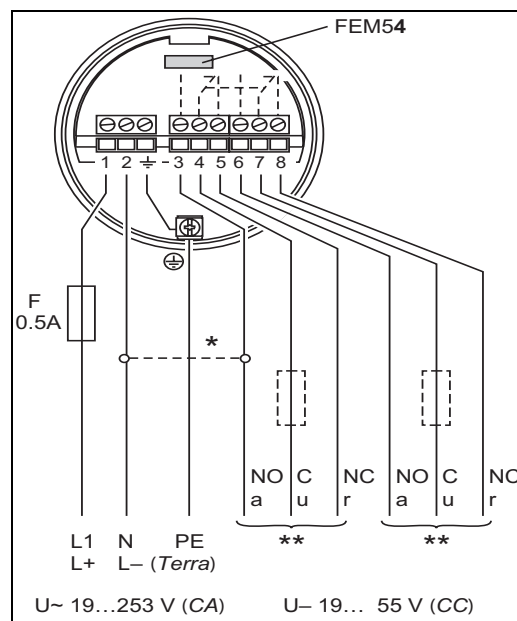 FEM54
1 2 3 4 5 6 7 8
F
0.5A
*
NO C NC NO C NC
a u r a u r
L1 N PE ** **
L+ L– (Terra)
U~ 19...253 V (CA) U– 19... 55 V (CC)